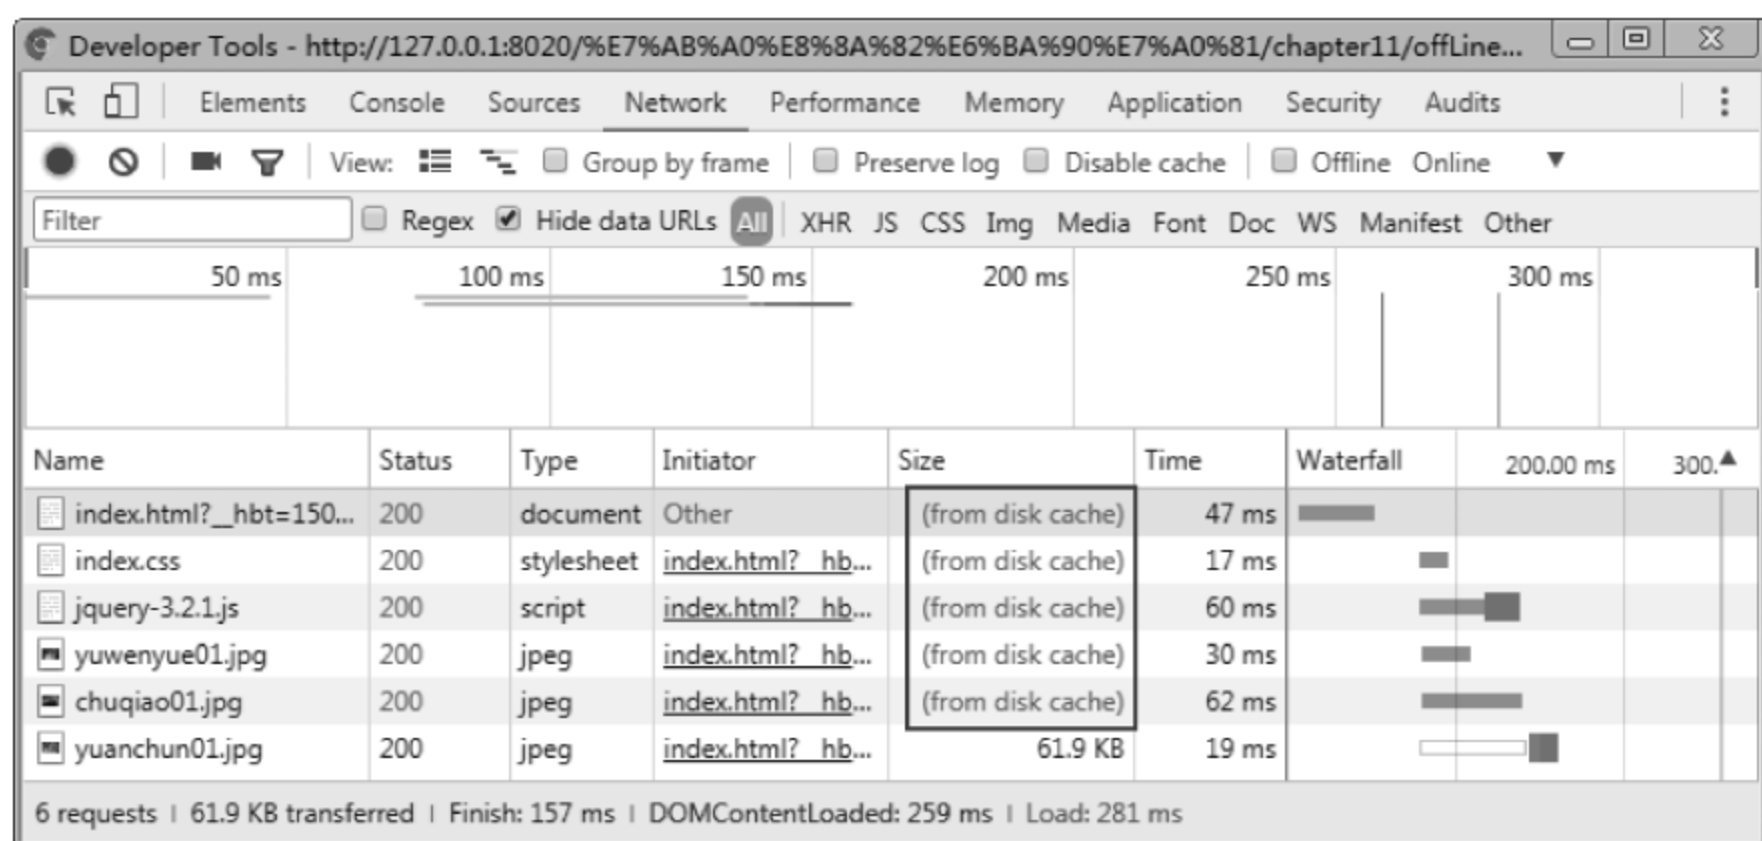 Developer Tools - http://127.0.0.1:8020/%E7%AB%A0%E8%8A%82%E6%BA%90%E7%A0%81/chapter11/offLine...
Elements Console Sources Network Performance Memory Application Security Audits
View: Group by frame Preserve log Disable cache Offline Online
Filter Regex Hide data URLs All XHR JS CSS Img Media Font Doc WS Manifest Other
50 ms 100 ms 150 ms 200 ms 250 ms 300 ms
Name Status Type Initiator Size Time Waterfall 200.00 ms 300.
index.html?_hbt=150... 200 document Other (from disk cache) 47 ms
index.css 200 stylesheet index.html?_hb... (from disk cache) 17 ms
jquery-3.2.1.js 200 script index.html?_hb... (from disk cache) 60 ms
yuwenyue01.jpg 200 jpeg index.html?_hb... (from disk cache) 30 ms
chuqiao01.jpg 200 jpeg index.html?_hb... (from disk cache) 62 ms
yuanchun01.jpg 200 jpeg index.html?_hb... 61.9 KB 19 ms
6 requests | 61.9 KB transferred | Finish: 157 ms | DOMContentLoaded: 259 ms | Load: 281 ms